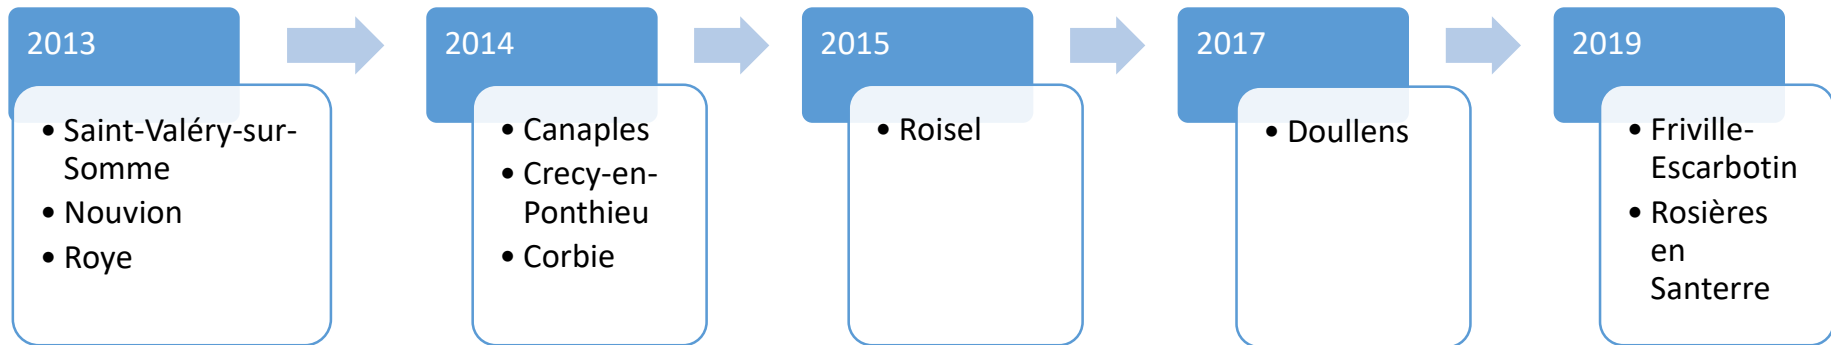 2013
• Saint-Valéry-sur-
Somme
• Nouvion
• Roye
2014
• Canaples
• Crecy-en-
Ponthieu
• Corbie
2015
• Roisel
2017
• Doullens
2019
• Friville-
Escarbotin
• Rosières
en
Santerre